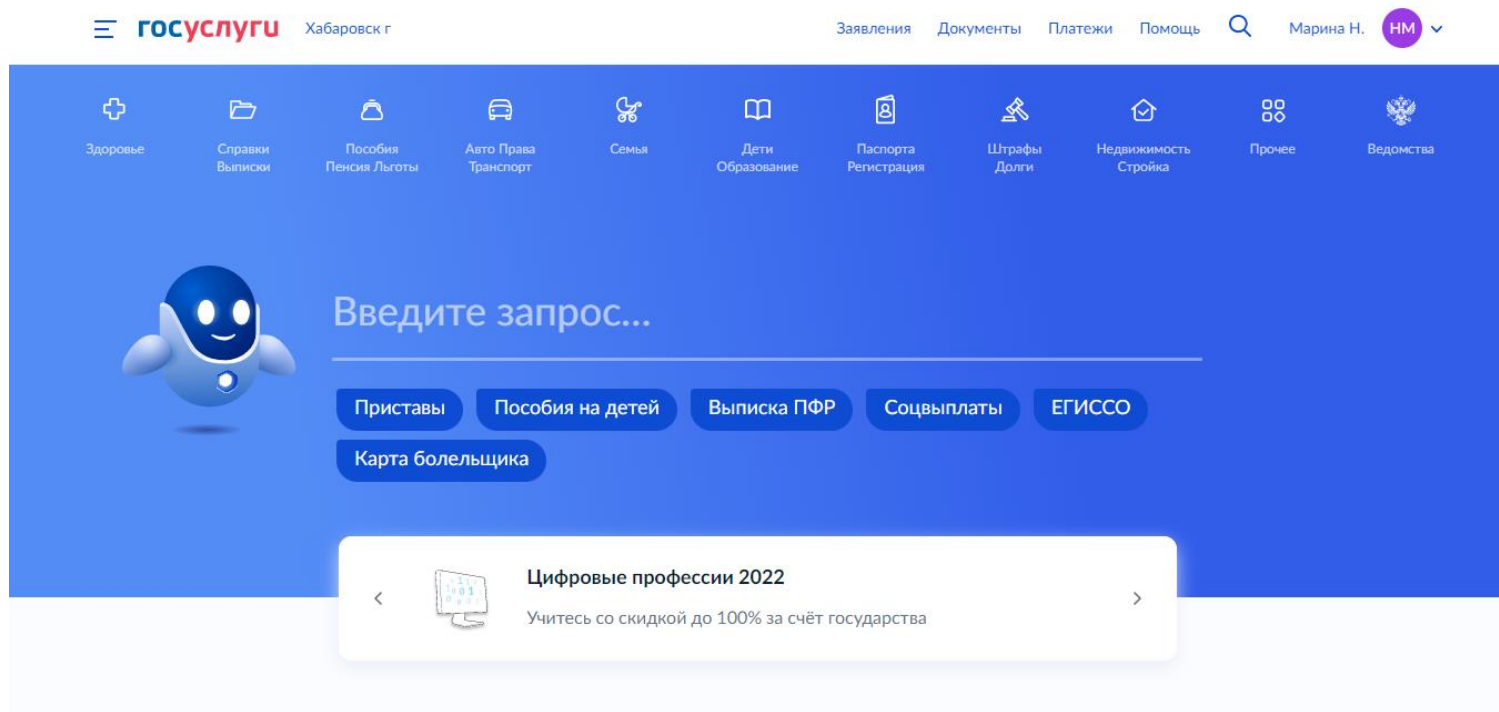 госуслуги Хабаровск г Заявления Документы Платежи Помощь Марина Н. НМ
Здоровье
Справки
Выписки
Пособия
Пенсия Льготы
Авто Права
Транспорт
Семья
Дети
Образование
Паспорта
Регистрация
Штрафы
Долги
Недвижимость
Стройка
Прочее
Ведомства
Введите запрос...
Приставы Пособия на детей Выписка ПФР Соцвыплаты ЕГИССО
Карта болельщика
Цифровые профессии 2022
Учитесь со скидкой до 100% за счёт государства